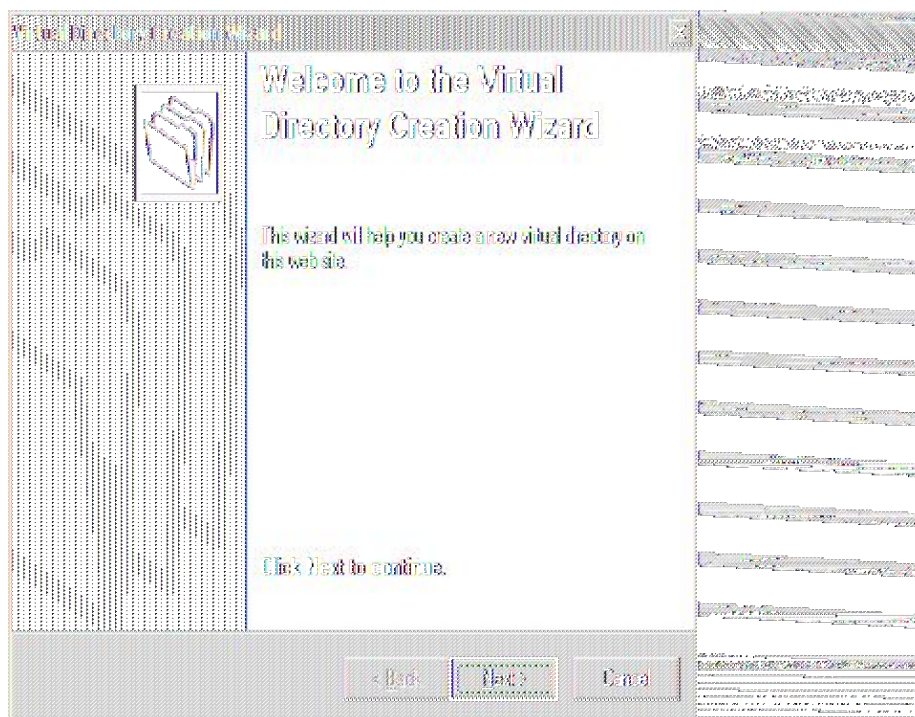 Virtual Directory Creation Wizard
Welcome to the Virtual
Directory Creation Wizard
This wizard will help you create a new virtual directory on
this web site.
Click Next to continue.
< Back
Next >
Cancel